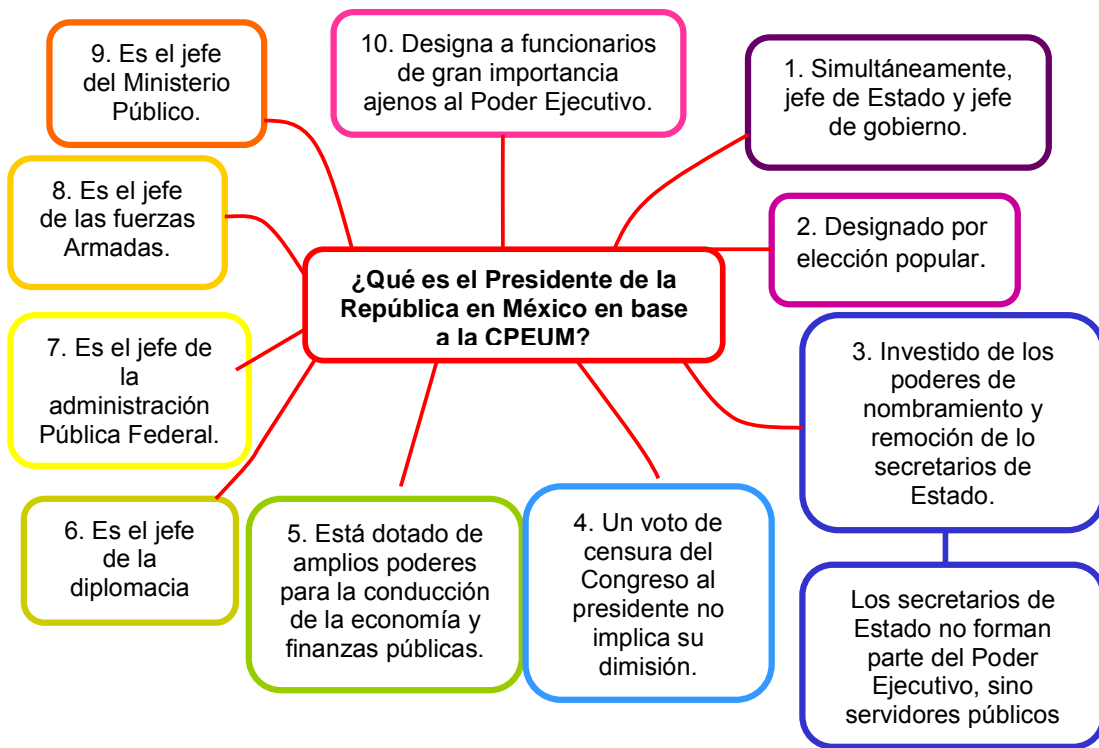 ¿Qué es el Presidente de la
República en México en base
a la CPEUM?
1. Simultáneamente,
jefe de Estado y jefe
de gobierno.
2. Designado por
elección popular.
3. Investido de los
poderes de
nombramiento y
remoción de lo
secretarios de
Estado.
Los secretarios de
Estado no forman
parte del Poder
Ejecutivo, sino
servidores públicos
4. Un voto de
censura del
Congreso al
presidente no
implica su
dimisión.
5. Está dotado de
amplios poderes
para la conducción
de la economía y
finanzas públicas.
6. Es el jefe
de la
diplomacia
7. Es el jefe de
la
administración
Pública Federal.
8. Es el jefe
de las fuerzas
Armadas.
9. Es el jefe
del Ministerio
Público.
10. Designa a funcionarios
de gran importancia
ajenos al Poder Ejecutivo.